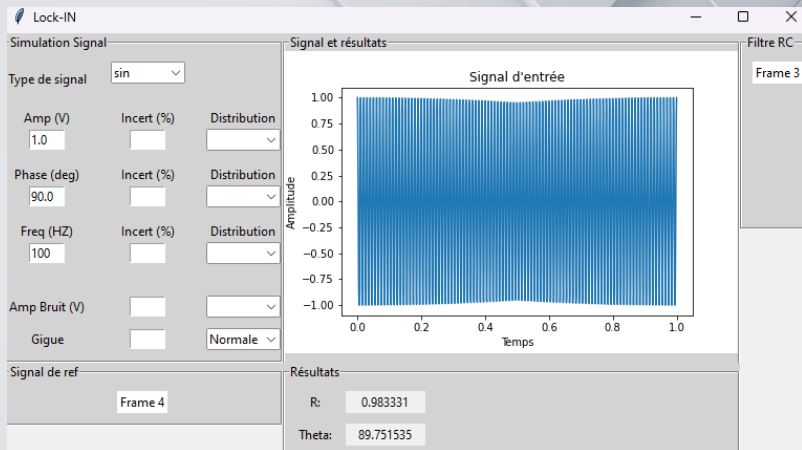 Lock-IN
Simulation Signal
Type de signal
sin
Amp (V)
Incert (%)
Distribution
1.0
Phase (deg)
Incert (%)
Distribution
90.0
Freq (HZ)
Incert (%)
Distribution
100
Amp Bruit (V)
Gigue
Normale
Signal de ref
Frame 4
Signal et résultats
Signal d'entrée
1.00
0.75
0.50
0.25
0.00
−0.25
−0.50
−0.75
−1.00
Amplitude
0.0 0.2 0.4 0.6 0.8 1.0
Temps
Résultats
R: 0.983331
Theta: 89.751535
Filtre RC
Frame 3